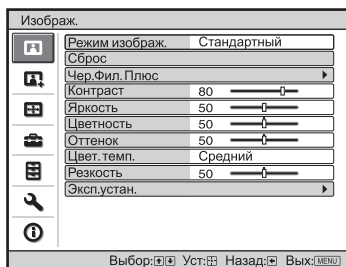 Изображ.
Режим изображ. Стандартный
Сброс
Чер.Фил.Плюс
Контраст 80
Яркость 50
Цветность 50
Оттенок 50
Цвет. темп. Средний
Резкость 50
Эксп.устан.
Выбор: Уст: Назад: Вых: MENU